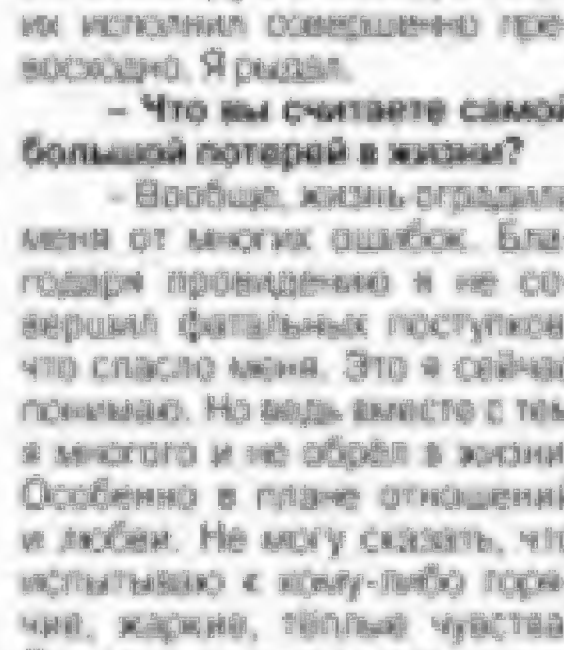 их исполнил совершенно пре-
восходно. Я рыдал.
– Что вы считаете самой
большой потерей в жизни?
– Вообще, жизнь
меня от многих ошибок. Бла-
годаря провидению я не со-
вершил фатальных поступков
что спасло меня. Это я сейчас
понимаю. Но ведь вместе с тем
я многого и не обрёл в жизни
Особенно в плане отношений
и любви. Не могу сказать, чт
испытываю к кому-либо горя-
чие, жаркие, тёплые чувства